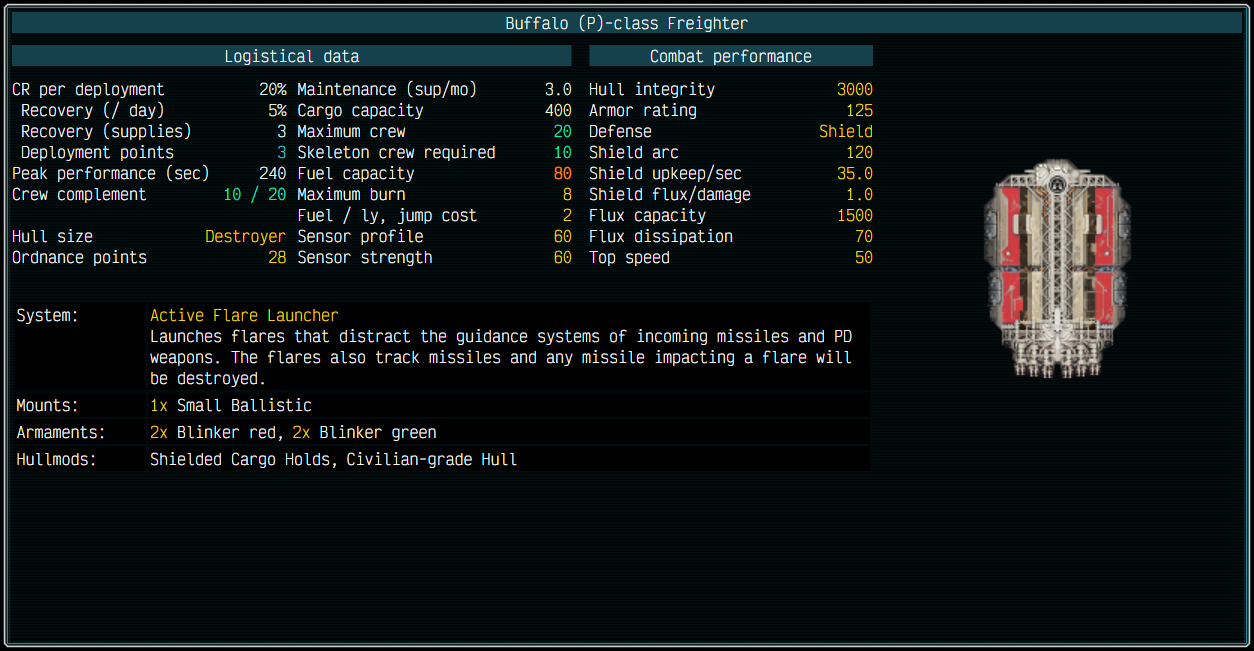 Buffalo (P)-class Freighter
Logistical data
CR per deployment 20% Maintenance (sup/mo) 3.0
Recovery (/ day) 5% Cargo capacity 400
Recovery (supplies) 3 Maximum crew 20
Deployment points 3 Skeleton crew required 10
Peak performance (sec) 240 Fuel capacity 80
Crew complement 10 / 20 Maximum burn 8
Fuel / ly, jump cost 2
Hull size Destroyer Sensor profile 60
Ordnance points 28 Sensor strength 60
Combat performance
Hull integrity 3000
Armor rating 125
Defense Shield
Shield arc 120
Shield upkeep/sec 35.0
Shield flux/damage 1.0
Flux capacity 1500
Flux dissipation 70
Top speed 50
System: Active Flare Launcher
Launches flares that distract the guidance systems of incoming missiles and PD
weapons. The flares also track missiles and any missile impacting a flare will
be destroyed.
Mounts: 1x Small Ballistic
Armaments: 2x Blinker red, 2x Blinker green
Hullmods: Shielded Cargo Holds, Civilian-grade Hull